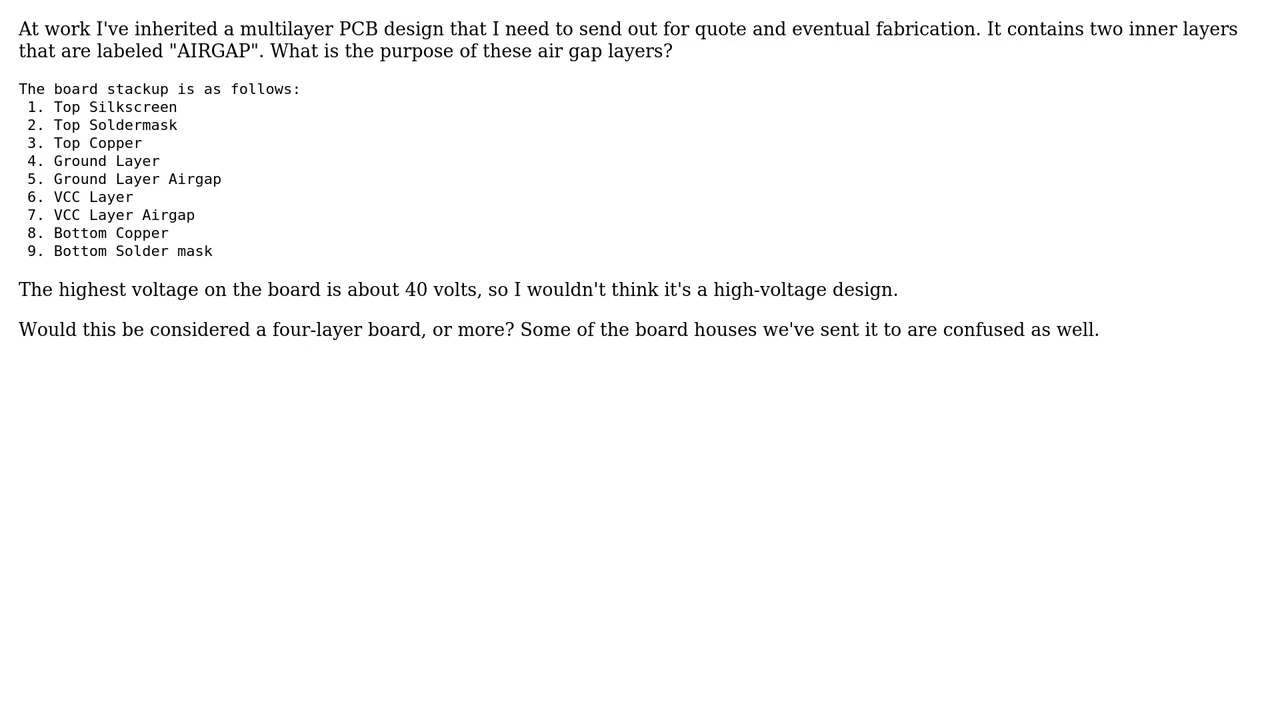 At work I've inherited a multilayer PCB design that I need to send out for quote and eventual fabrication. It contains two inner layers
that are labeled "AIRGAP". What is the purpose of these air gap layers?
The board stackup is as follows:
1. Top Silkscreen
2. Top Soldermask
3. Top Copper
4. Ground Layer
5. Ground Layer Airgap
6. VCC Layer
7. VCC Layer Airgap
8. Bottom Copper
9. Bottom Solder mask
The highest voltage on the board is about 40 volts, so I wouldn't think it's a high-voltage design.
Would this be considered a four-layer board, or more? Some of the board houses we've sent it to are confused as well.